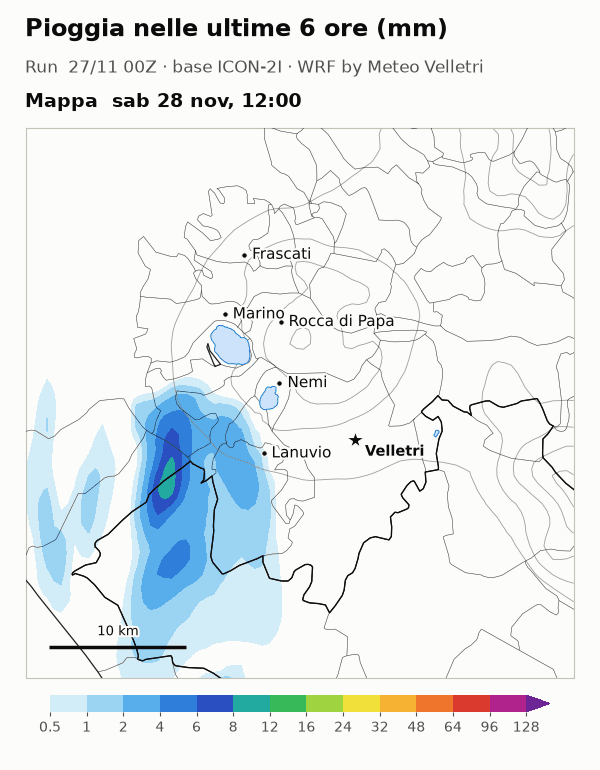 Pioggia nelle ultime 6 ore (mm)
Run  27/11 00Z · base ICON-2I · WRF by Meteo Velletri
Mappa  sab 28 nov, 12:00
Frascati
Marino
Rocca di Papa
Nemi
Lanuvio
Velletri
10 km
0.5 1 2 4 6 8 12 16 24 32 48 64 96 128